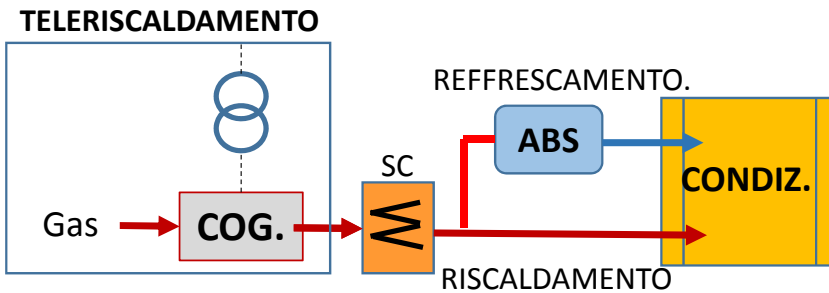 TELERISCALDAMENTO
REFFRESCAMENTO.
ABS
SC
CONDIZ.
Gas
COG.
RISCALDAMENTO